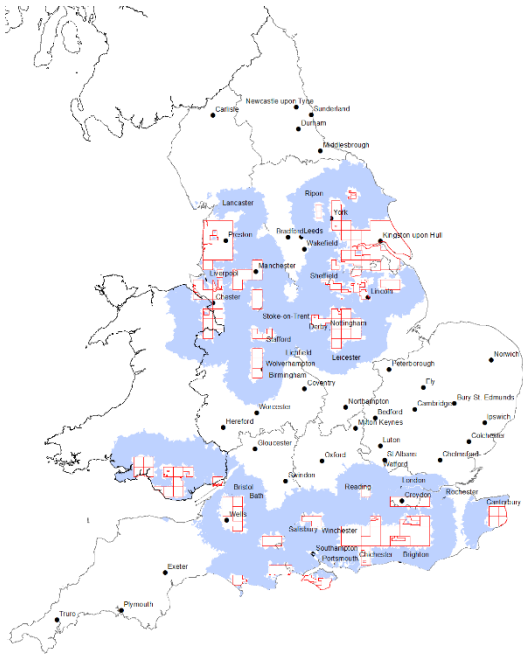 Newcastle upon Tyne
Carlisle
Sunderland
Durham
Middlesbrough
Ripon
Lancaster
York
Preston
Bradford
Leeds
Kingston upon Hull
Wakefield
Manchester
Liverpool
Sheffield
Chester
Lincoln
Stoke-on-Trent
Derby
Nottingham
Stafford
Lichfield
Leicester
Norwich
Wolverhampton
Peterborough
Birmingham
Coventry
Ely
Northampton
Bury St. Edmunds
Worcester
Bedford
Cambridge
Hereford
Milton Keynes
Ipswich
Colchester
Gloucester
Luton
Oxford
St Albans
Chelmsford
Watford
Swindon
London
Bristol
Reading
Rochester
Bath
Croydon
Canterbury
Wells
Salisbury
Winchester
Southampton
Chichester
Brighton
Portsmouth
Exeter
Plymouth
Truro